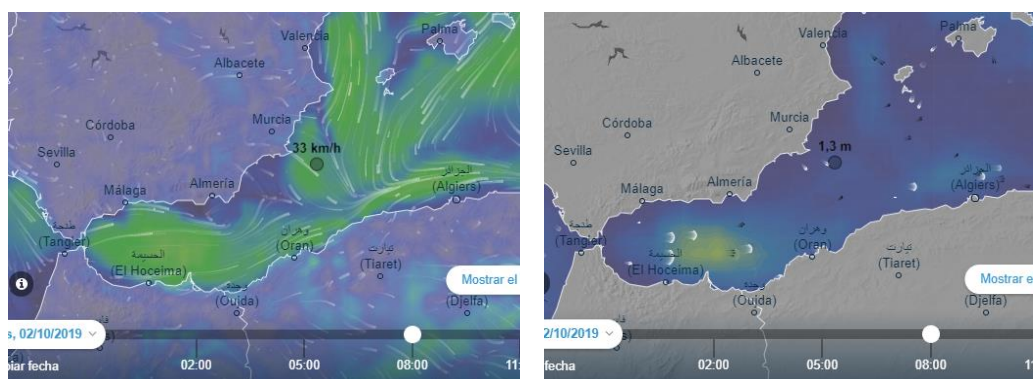 Palma
Valencia
Albacete
Murcia
Córdoba
33 km/h
Sevilla
الجزائر
(Algiers)
Almería
Málaga
طنجة
(Tangier)
وهران
(Oran)
الحسيمة
(El Hoceima)
تيارت
(Tiaret)
Mostrar el
وجدة
(Oujda)
(Djelfa)
s, 02/10/2019
iar fecha
02:00
05:00
08:00
11:
Palma
Valencia
Albacete
Murcia
Córdoba
1,3 m
Sevilla
الجزائر
(Algiers)
Almería
Málaga
طنجة
(Tangier)
وهران
(Oran)
الحسيمة
(El Hoceima)
تيارت
(Tiaret)
Mostrar e
وجدة
(Oujda)
(Djelfa)
2/10/2019
fecha
02:00
05:00
08:00
11